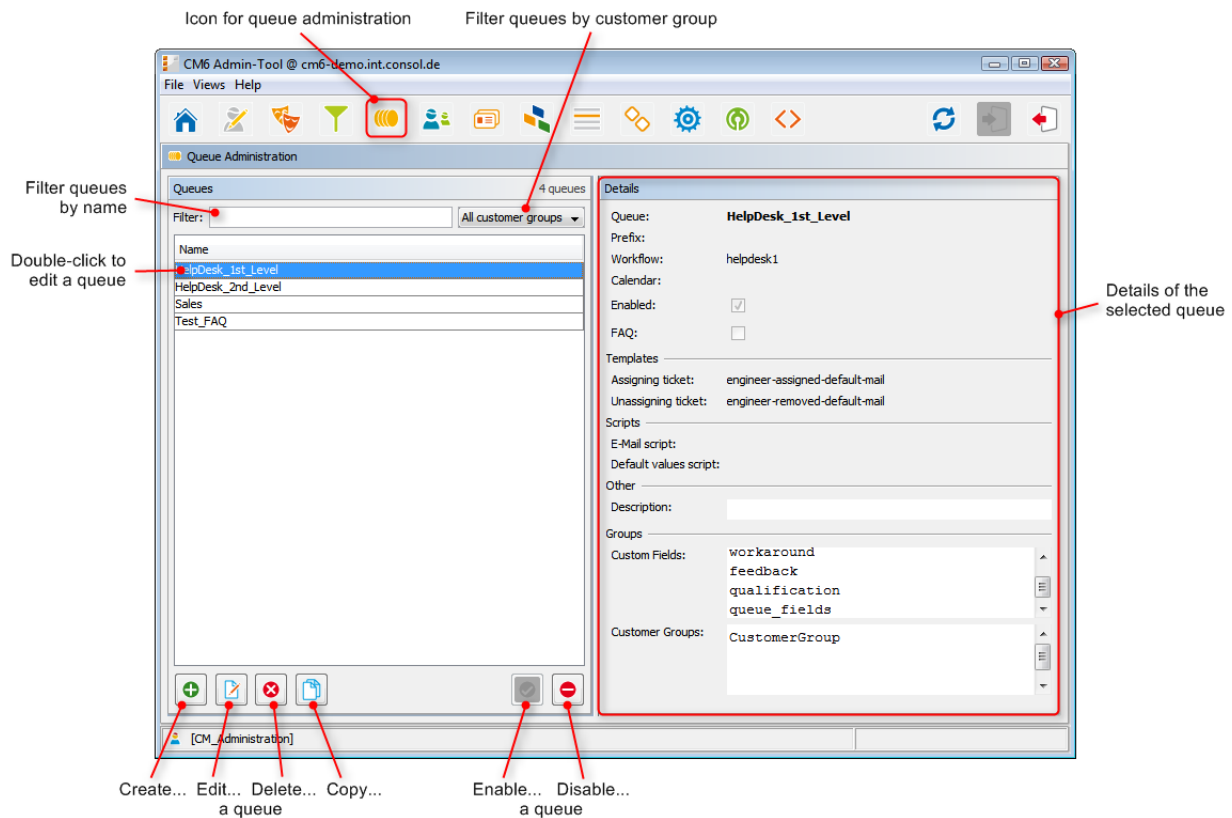 Icon for queue administration
Filter queues by customer group
CM6 Admin-Tool @ cm6-demo.int.consol.de
File Views Help
Queue Administration
Filter queues
by name
Queues
4 queues
Filter:
All customer groups
Name
Double-click to
edit a queue
HelpDesk_1st_Level
HelpDesk_2nd_Level
Sales
Test_FAQ
Details
Queue: HelpDesk_1st_Level
Prefix:
Workflow: helpdesk1
Calendar:
Enabled:
FAQ:
Templates
Assigning ticket: engineer-assigned-default-mail
Unassigning ticket: engineer-removed-default-mail
Scripts
E-Mail script:
Default values script:
Other
Description:
Groups
Custom Fields: workaround
feedback
qualification
queue_fields
Customer Groups: CustomerGroup
Details of the
selected queue
[CM_Administration]
Create... Edit... Delete... Copy...
a queue
Enable... Disable...
a queue